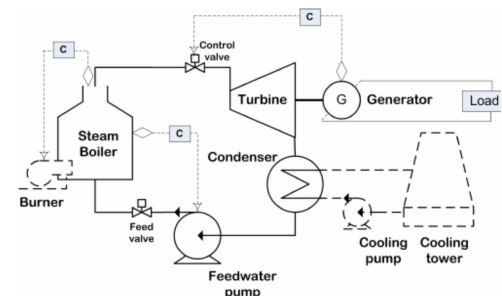 C
C
Control
valve
Turbine
G
Generator
Load
Steam
Boiler
C
Condenser
Burner
Feed
valve
Feedwater
pump
Cooling
pump
Cooling
tower